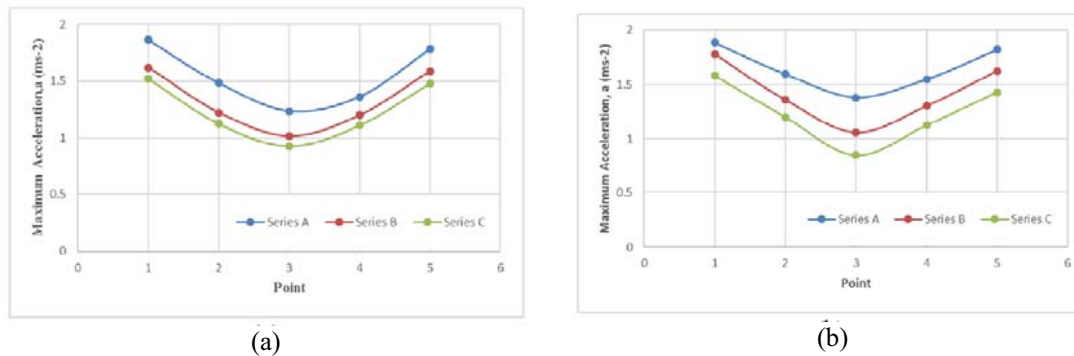 2
1.5
1
0.5
0
0 1 2 3 4 5 6
Maximum Acceleration,a (ms-2)
Series A Series B Series C
Point
(a)
2
1.5
1
0.5
0
0 1 2 3 4 5 6
Maximum Acceleration, a (ms-2)
Series A Series B Series C
Point
(b)